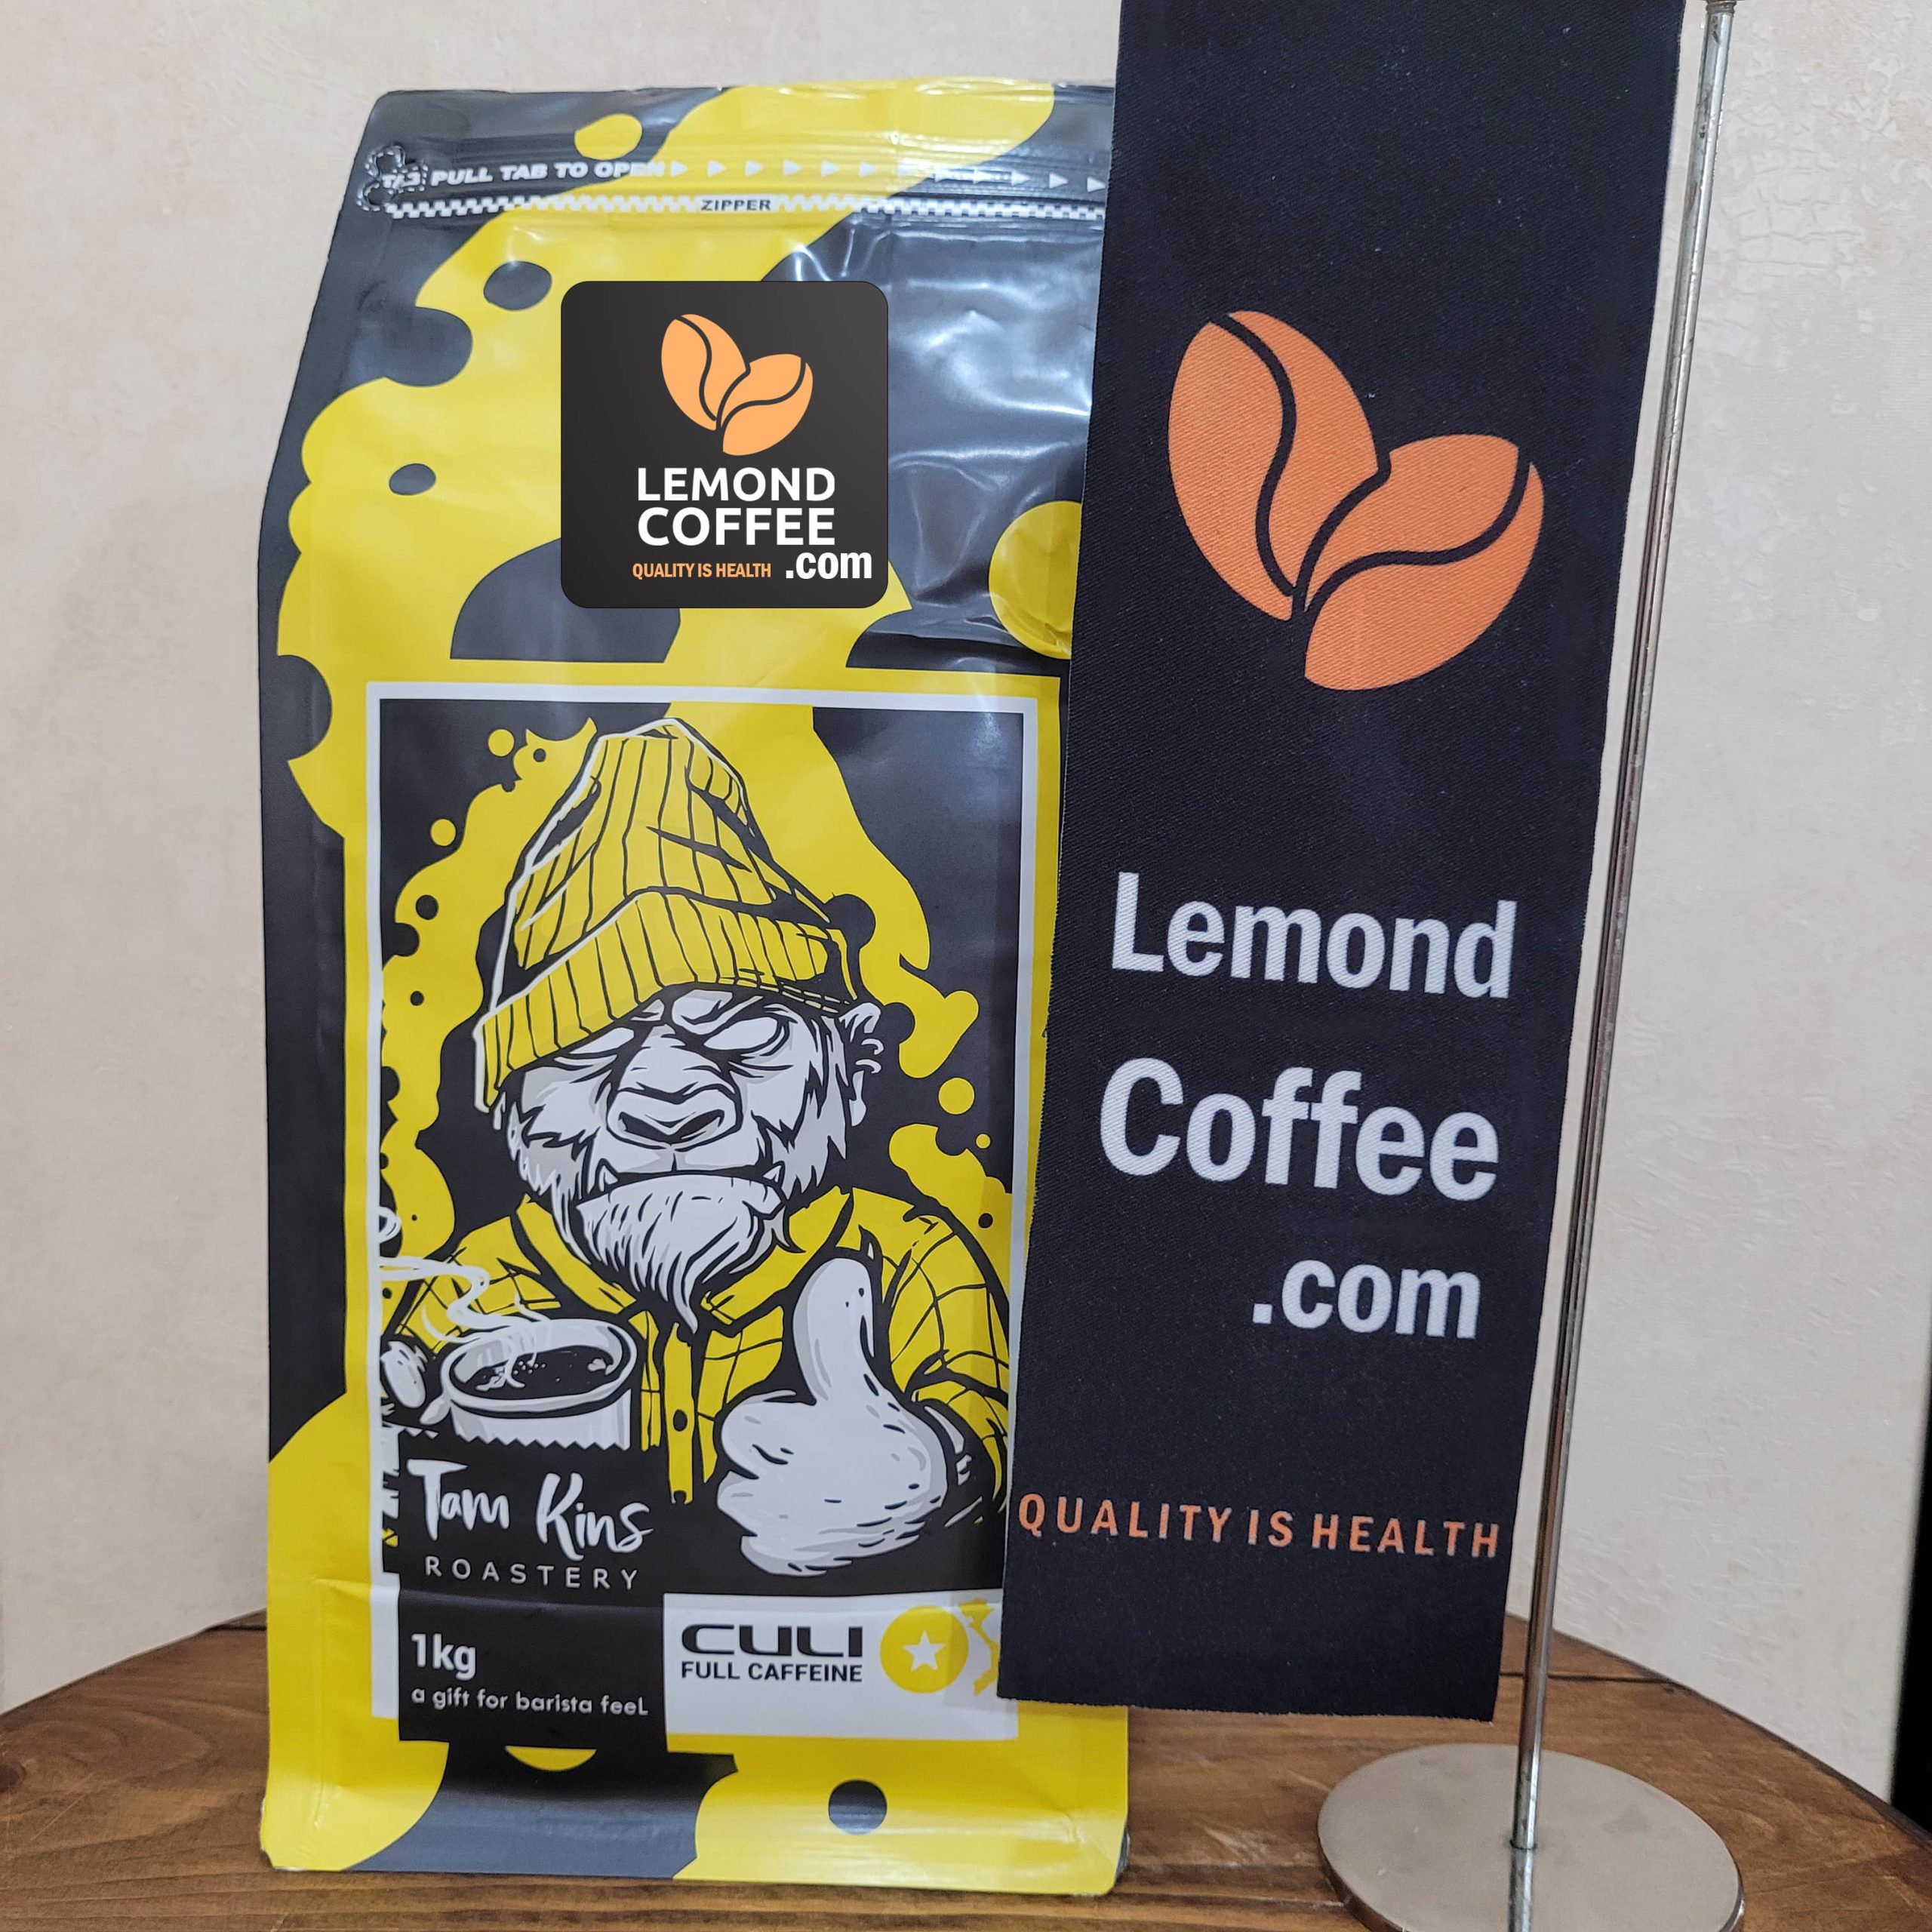 PULL TAB TO OPEN
ZIPPER
LEMOND
COFFEE
QUALITY IS HEALTH .com
Tam Kins
ROASTERY
1kg
a gift for barista feeL
CULI
FULL CAFFEINE
Lemond
Coffee
.com
QUALITY IS HEALTH